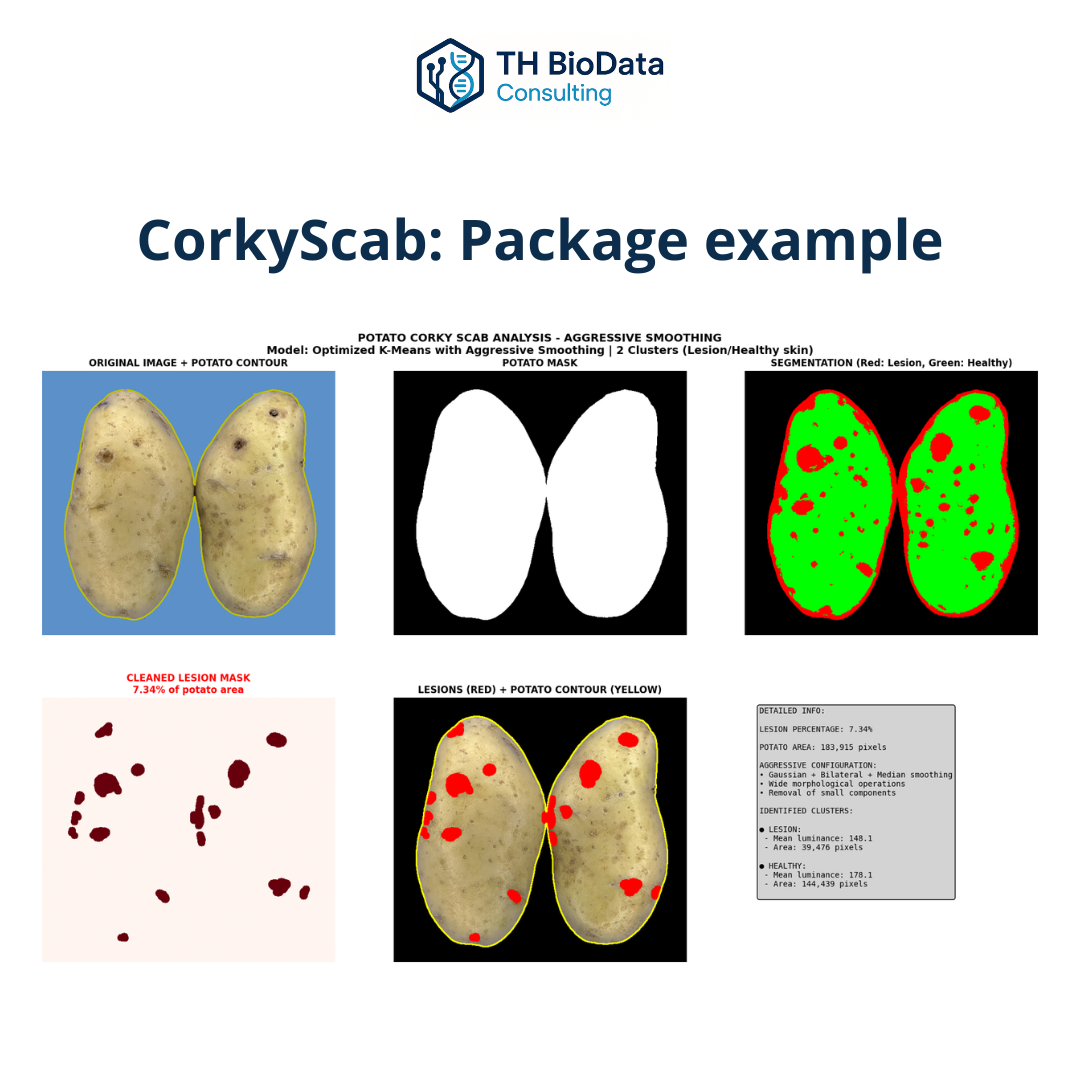 TH BioData
Consulting
CorkyScab: Package example
POTATO CORKY SCAB ANALYSIS - AGGRESSIVE SMOOTHING
Model: Optimized K-Means with Aggressive Smoothing | 2 Clusters (Lesion/Healthy skin)
ORIGINAL IMAGE + POTATO CONTOUR
POTATO MASK
SEGMENTATION (Red: Lesion, Green: Healthy)
CLEANED LESION MASK
7.34% of potato area
LESIONS (RED) + POTATO CONTOUR (YELLOW)
DETAILED INFO:
LESION PERCENTAGE: 7.34%
POTATO AREA: 183,915 pixels
AGGRESSIVE CONFIGURATION:
• Gaussian + Bilateral + Median smoothing
• Wide morphological operations
• Removal of small components
IDENTIFIED CLUSTERS:
● LESION:
- Mean luminance: 148.1
- Area: 39,476 pixels
● HEALTHY:
- Mean luminance: 178.1
- Area: 144,439 pixels